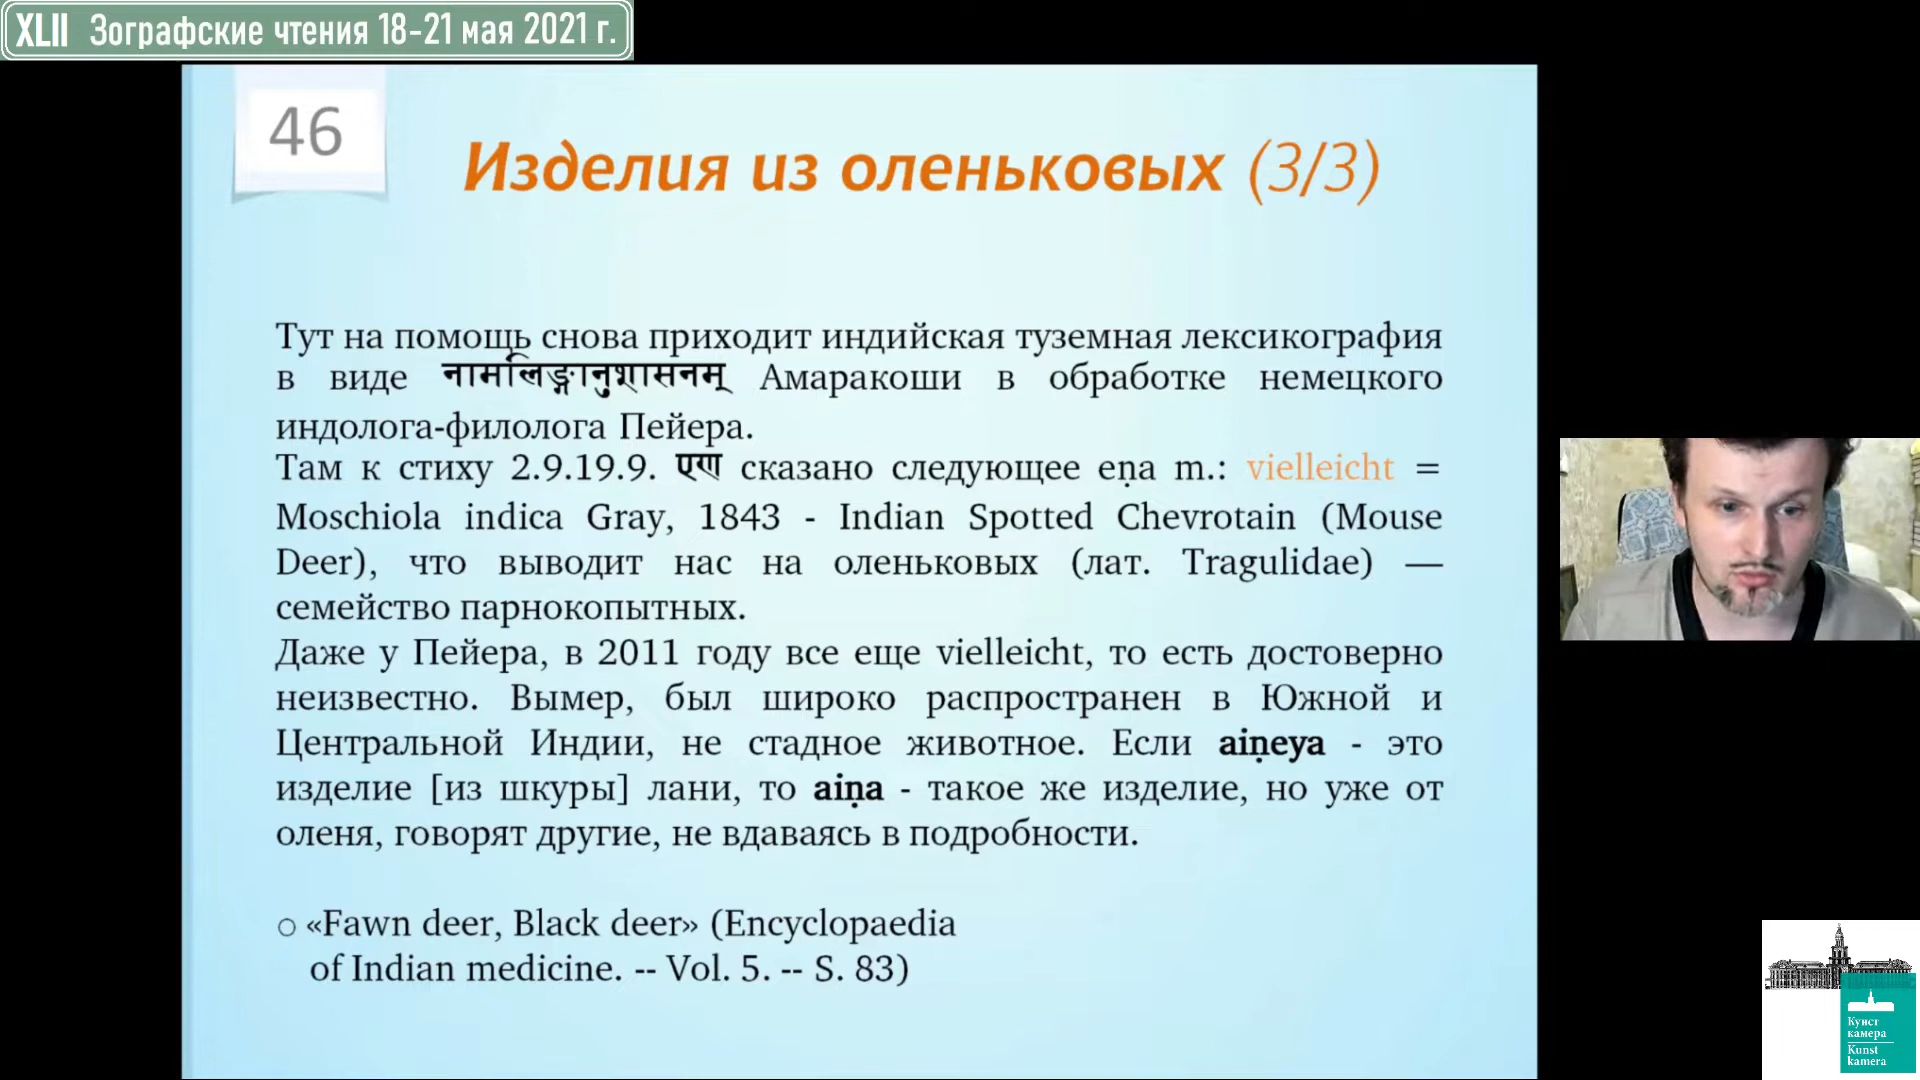 XLII Зографские чтения 18-21 мая 2021 г.
46
Изделия из оленьковых (3/3)
Тут на помощь снова приходит индийская туземная лексикография
в виде नामलिङ्गानुशासनम् Амаракоши в обработке немецкого
индолога-филолога Пейера.
Там к стиху 2.9.19.9. एण сказано следующее eṇa m.: vielleicht =
Moschiola indica Gray, 1843 - Indian Spotted Chevrotain (Mouse
Deer), что выводит нас на оленьковых (лат. Tragulidae) —
семейство парнокопытных.
Даже у Пейера, в 2011 году все еще vielleicht, то есть достоверно
неизвестно. Вымер, был широко распространен в Южной и
Центральной Индии, не стадное животное. Если aiṇeya - это
изделие [из шкуры] лани, то aiṇa - такое же изделие, но уже от
оленя, говорят другие, не вдаваясь в подробности.
○ «Fawn deer, Black deer» (Encyclopaedia
of Indian medicine. -- Vol. 5. -- S. 83)
Кунст
камера
Kunst
kamera